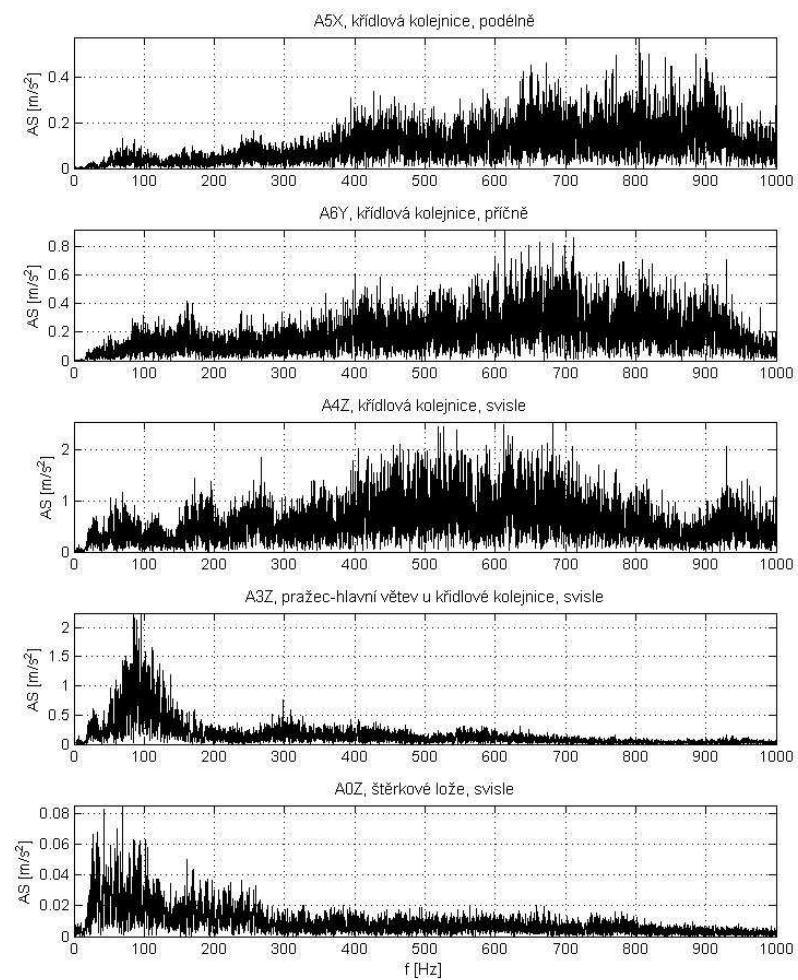 A5X, křídlová kolejnice, podélně
AS [m/s²]
0.4
0.2
0
0 100 200 300 400 500 600 700 800 900 1000
A6Y, křídlová kolejnice, příčně
AS [m/s²]
0.8
0.6
0.4
0.2
0
0 100 200 300 400 500 600 700 800 900 1000
A4Z, křídlová kolejnice, svisle
AS [m/s²]
2
1
0
0 100 200 300 400 500 600 700 800 900 1000
A3Z, pražec-hlavní větev u křidlové kolejnice, svisle
AS [m/s²]
2
1.5
1
0.5
0
0 100 200 300 400 500 600 700 800 900 1000
A0Z, štěrkové lože, svisle
AS [m/s²]
0.08
0.06
0.04
0.02
0
0 100 200 300 400 500 600 700 800 900 1000
f [Hz]